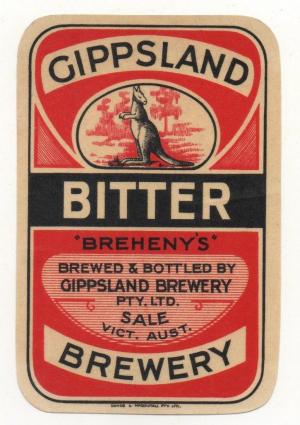 GIPPSLAND
BITTER
"BREHENY'S"
BREWED & BOTTLED BY
GIPPSLAND BREWERY
PTY. LTD.
SALE
VICT. AUST.
BREWERY